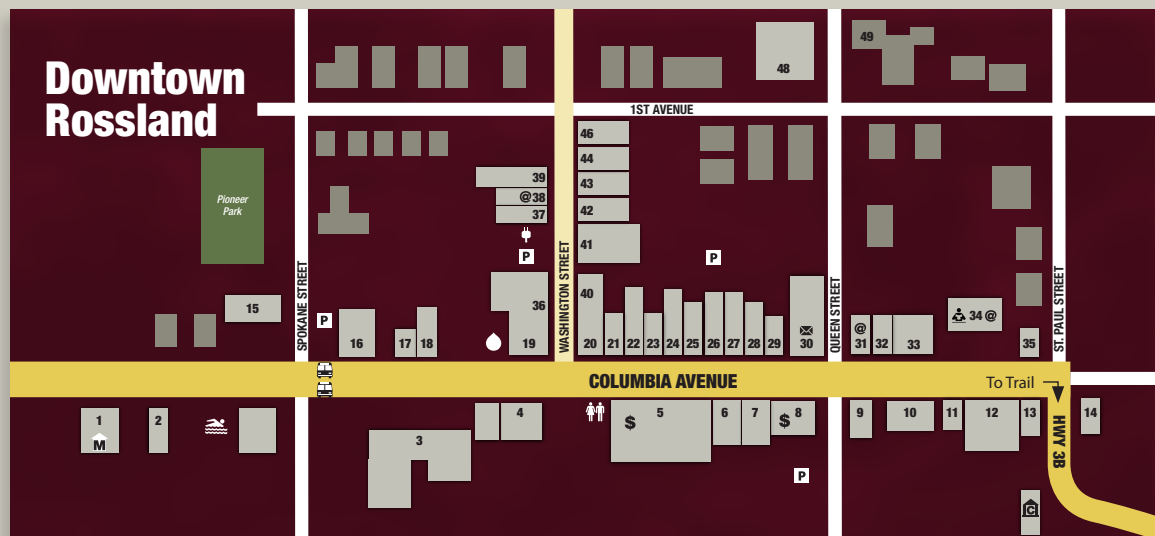 Downtown
Rossland
49
48
1ST AVENUE
46
44
39
43
@ 38
Pioneer
Park
42
37
41
P
P
SPOKANE STREET
WASHINGTON STREET
QUEEN STREET
ST. PAUL STREET
40
36
15
P
34 @
@
16
17
18
19
20
21
22
23
24
25
26
27
28
29
30
31
32
33
35
COLUMBIA AVENUE
To Trail
1
M
2
3
4
5
$
6
7
$ 8
9
10
11
12
13
14
HWY 3B
P
C